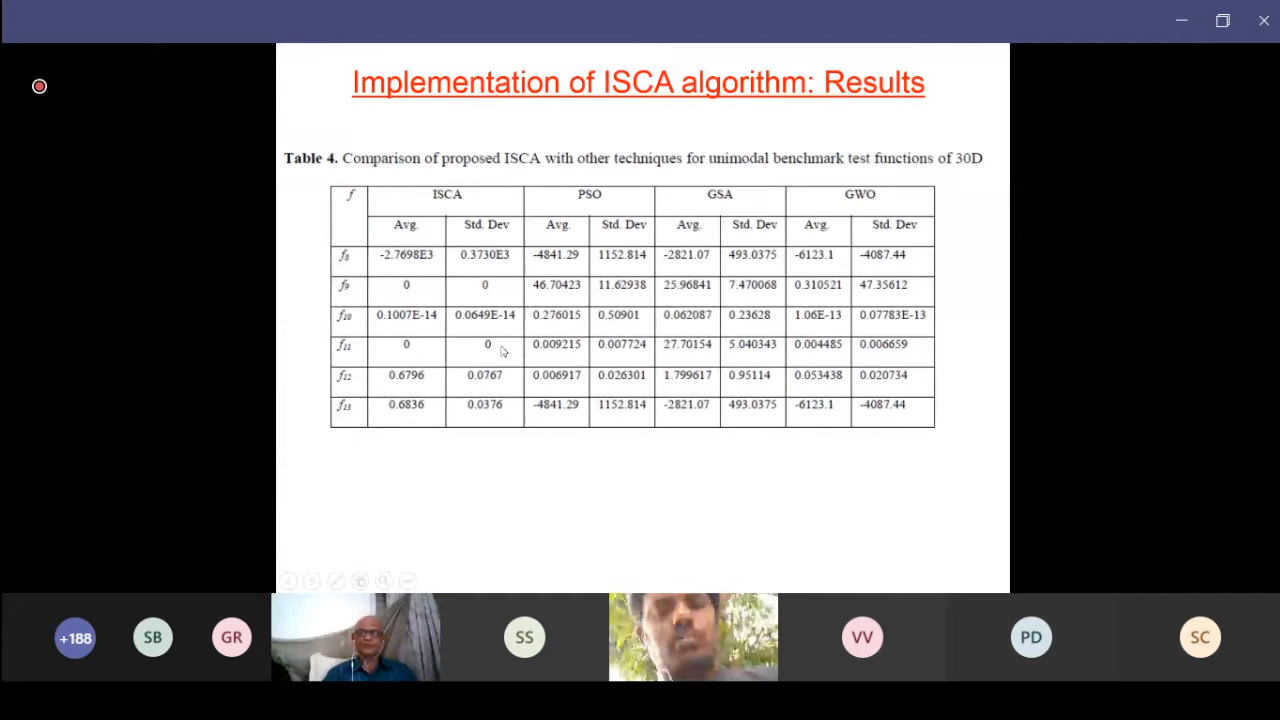 Implementation of ISCA algorithm: Results
Table 4. Comparison of proposed ISCA with other techniques for unimodal benchmark test functions of 30D
f ISCA PSO GSA GWO
Avg. Std. Dev Avg. Std. Dev Avg. Std. Dev Avg. Std. Dev
f8 -2.7698E3 0.3730E3 -4841.29 1152.814 -2821.07 493.0375 -6123.1 -4087.44
f9 0 0 46.70423 11.62938 25.96841 7.470068 0.310521 47.35612
f10 0.1007E-14 0.0649E-14 0.276015 0.50901 0.062087 0.23628 1.06E-13 0.07783E-13
f11 0 0 0.009215 0.007724 27.70154 5.040343 0.004485 0.006659
f12 0.6796 0.0767 0.006917 0.026301 1.799617 0.95114 0.053438 0.020734
f13 0.6836 0.0376 -4841.29 1152.814 -2821.07 493.0375 -6123.1 -4087.44
+188 SB GR SS VV PD SC